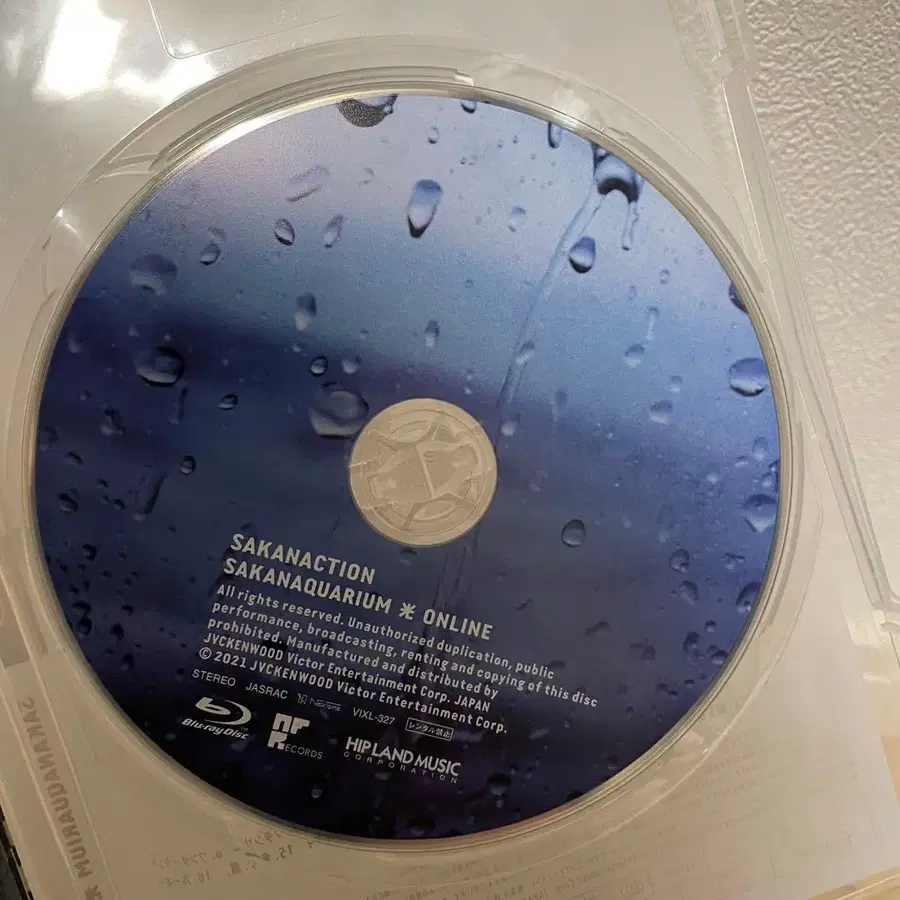 SAKANACTION
SAKANAQUARIUM ※ ONLINE
All rights reserved. Unauthorized duplication, public
performance, broadcasting, renting and copying of this disc
prohibited. Manufactured and distributed by
JVCKENWOOD Victor Entertainment Corp. JAPAN
© 2021 JVCKENWOOD Victor Entertainment Corp.
STEREO JASRAC NexTone VIXL-327 レンタル禁止
Blu-ray Disc
NF RECORDS
HIP LAND MUSIC
CORPORATION
SAKANAQUARIUM